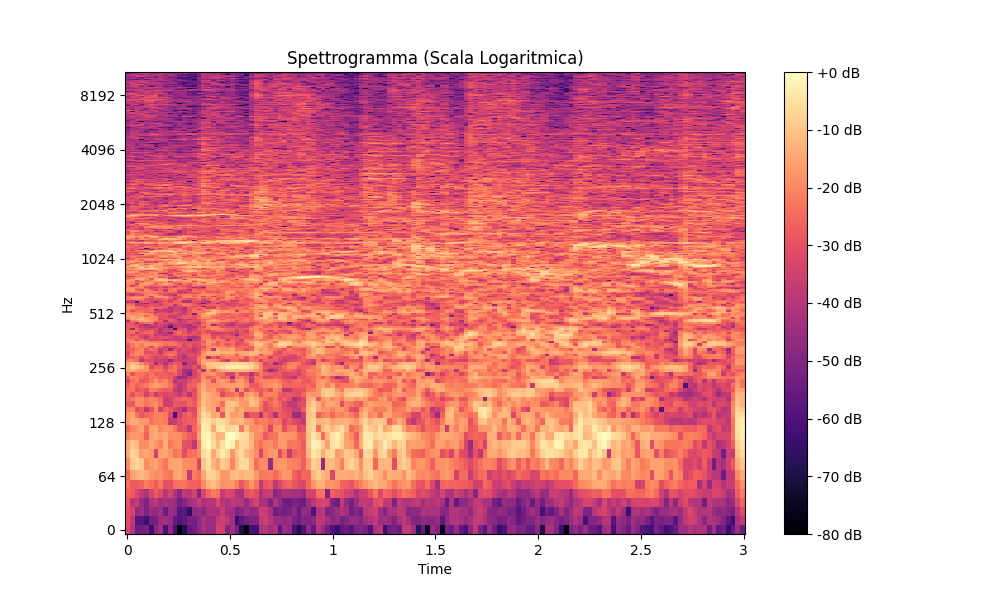 Spettrogramma (Scala Logaritmica)
Hz
8192
4096
2048
1024
512
256
128
64
0
0
0.5
1
1.5
2
2.5
3
Time
+0 dB
-10 dB
-20 dB
-30 dB
-40 dB
-50 dB
-60 dB
-70 dB
-80 dB